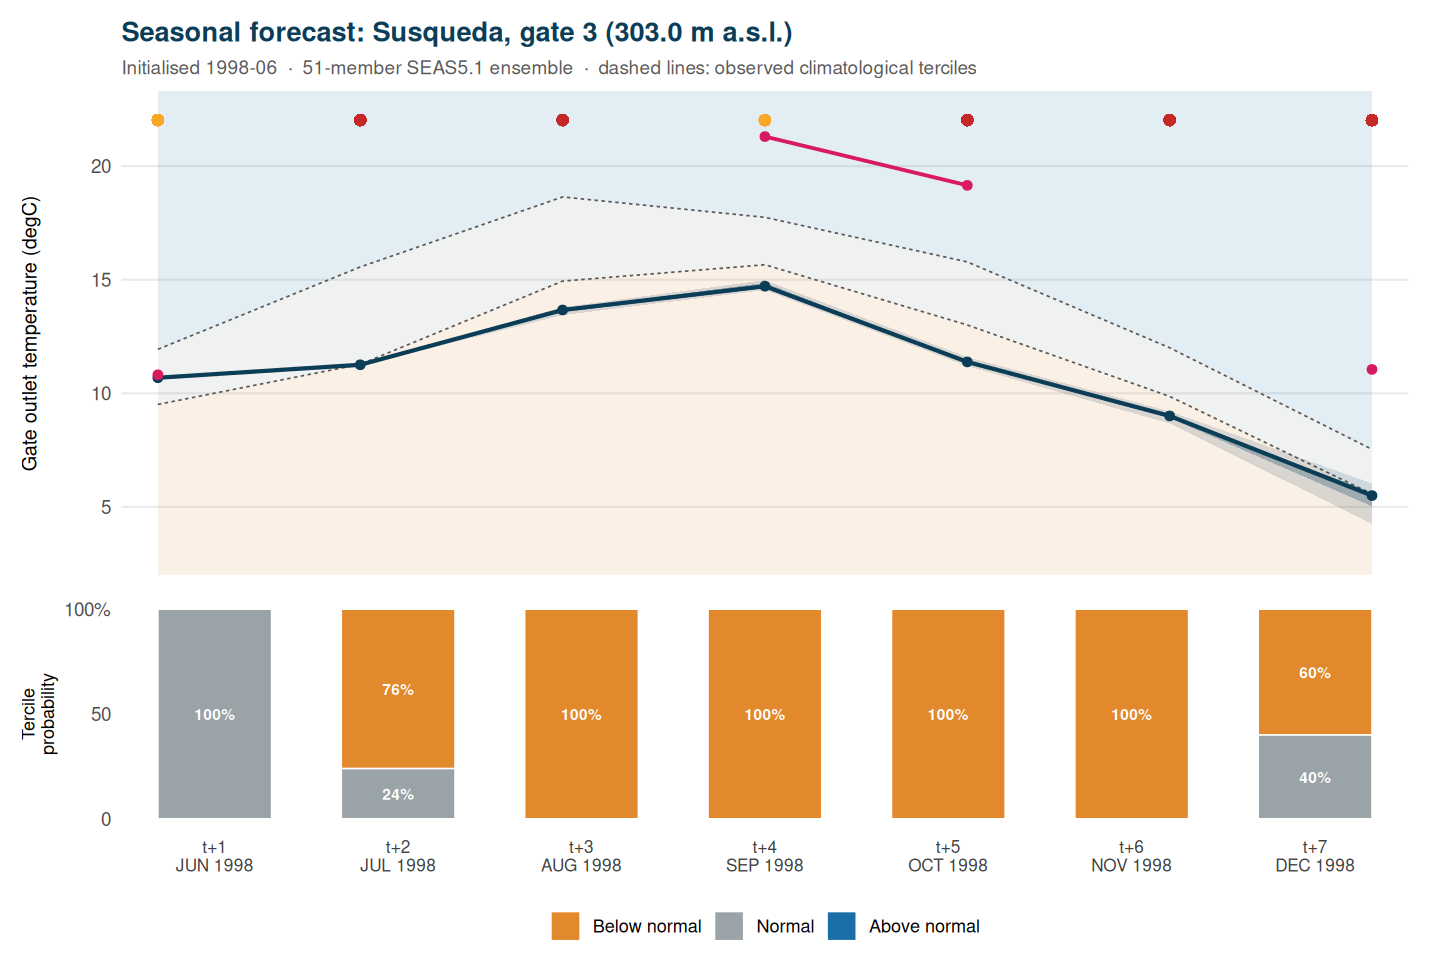 Seasonal forecast: Susqueda, gate 3 (303.0 m a.s.l.)
Initialised 1998-06 · 51-member SEAS5.1 ensemble · dashed lines: observed climatological terciles
Gate outlet temperature (degC)
20
15
10
5
Tercile
probability
100%
50
0
100%
76%
24%
100%
100%
100%
100%
60%
40%
t+1
JUN 1998
t+2
JUL 1998
t+3
AUG 1998
t+4
SEP 1998
t+5
OCT 1998
t+6
NOV 1998
t+7
DEC 1998
Below normal
Normal
Above normal